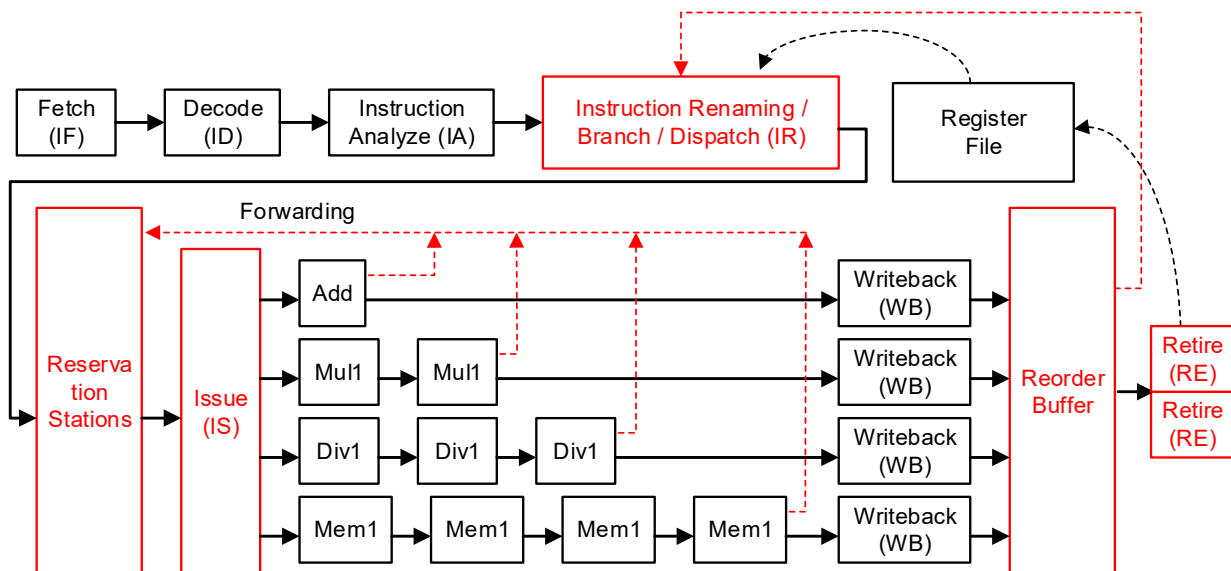 Fetch
(IF)
Decode
(ID)
Instruction
Analyze (IA)
Instruction Renaming /
Branch / Dispatch (IR)
Register
File
Forwarding
Reserva
tion
Stations
Issue
(IS)
Add
Writeback
(WB)
Mul1
Mul1
Writeback
(WB)
Div1
Div1
Div1
Writeback
(WB)
Mem1
Mem1
Mem1
Mem1
Writeback
(WB)
Reorder
Buffer
Retire
(RE)
Retire
(RE)